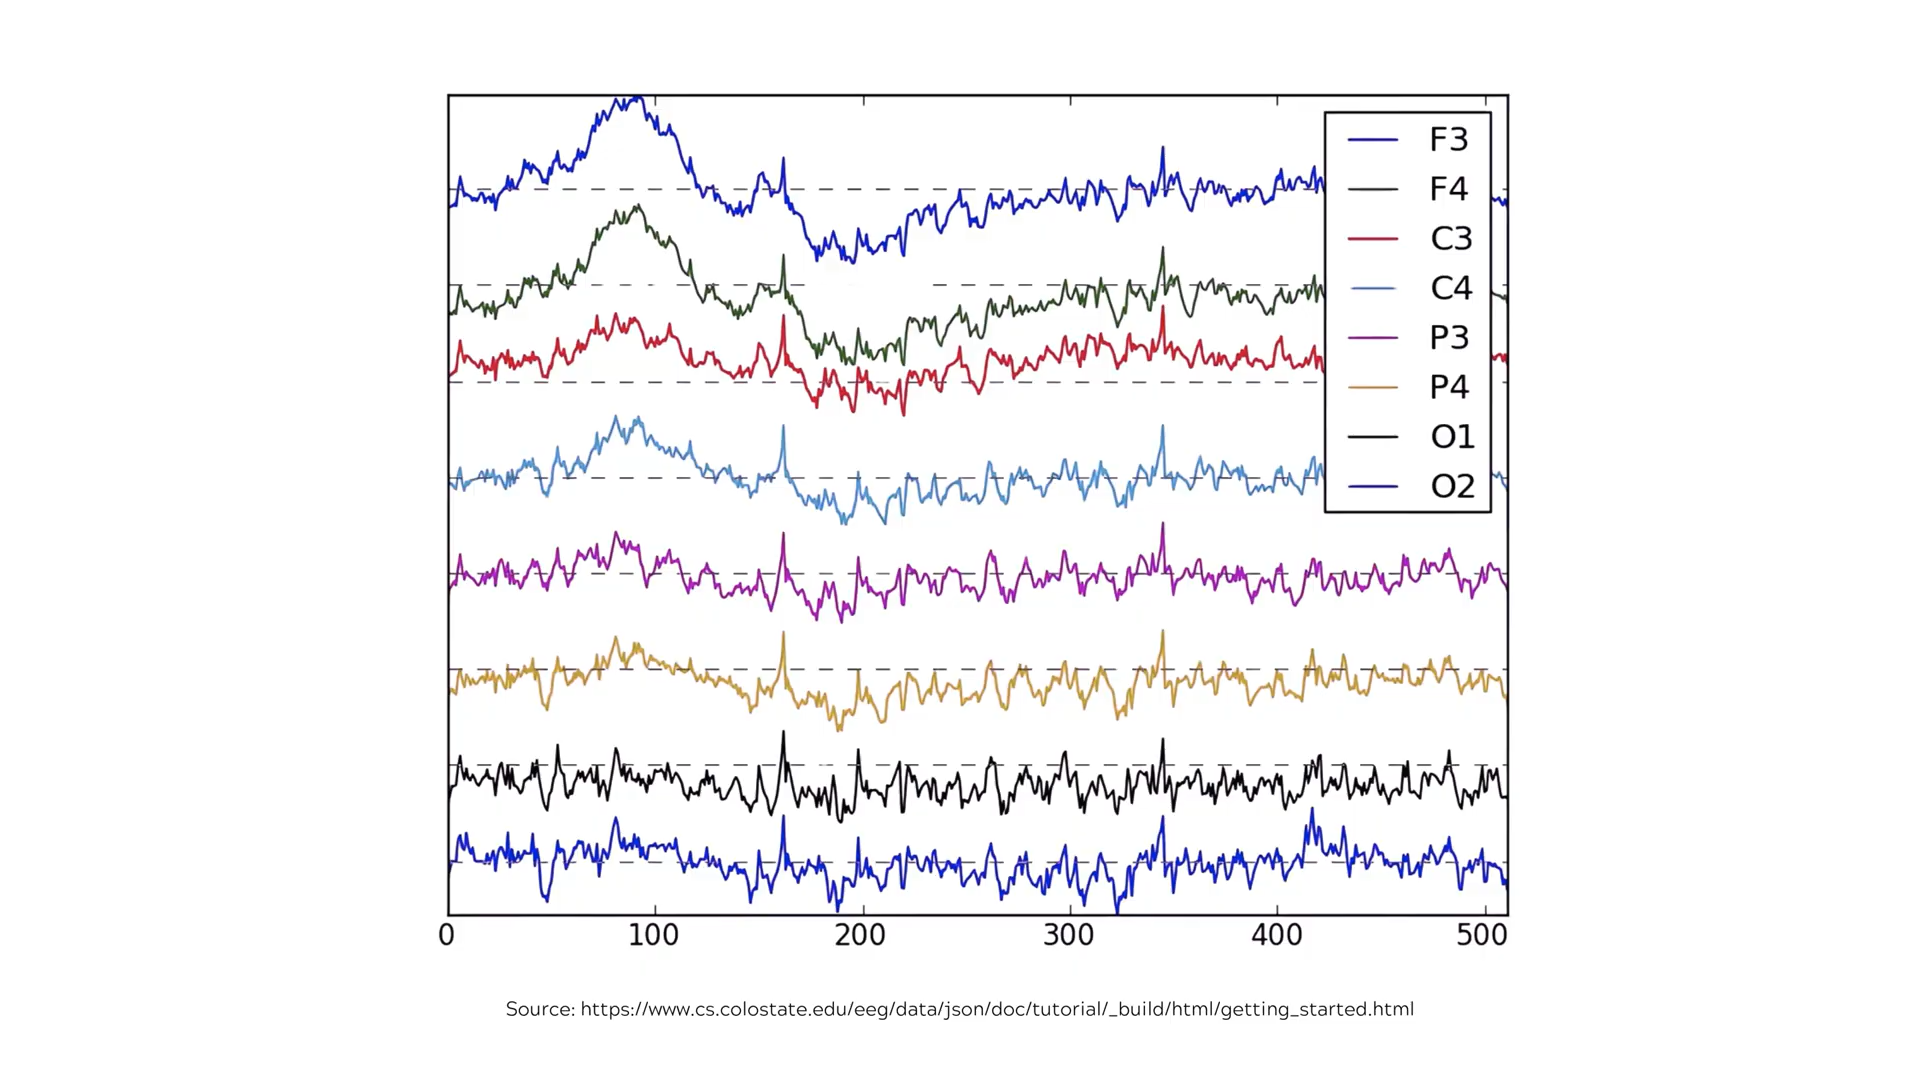 F3
F4
C3
C4
P3
P4
O1
O2
0 100 200 300 400 500
Source: https://www.cs.colostate.edu/eeg/data/json/doc/tutorial/_build/html/getting_started.html